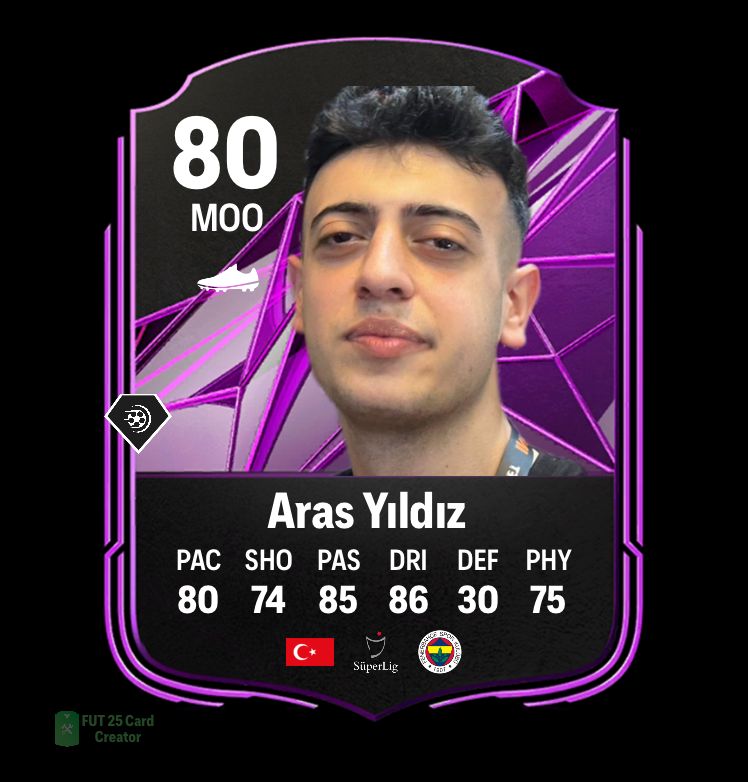 80
MOO
Aras Yıldız
PAC SHO PAS DRI DEF PHY
80 74 85 86 30 75
SüperLig
1907
FUT 25 Card
Creator